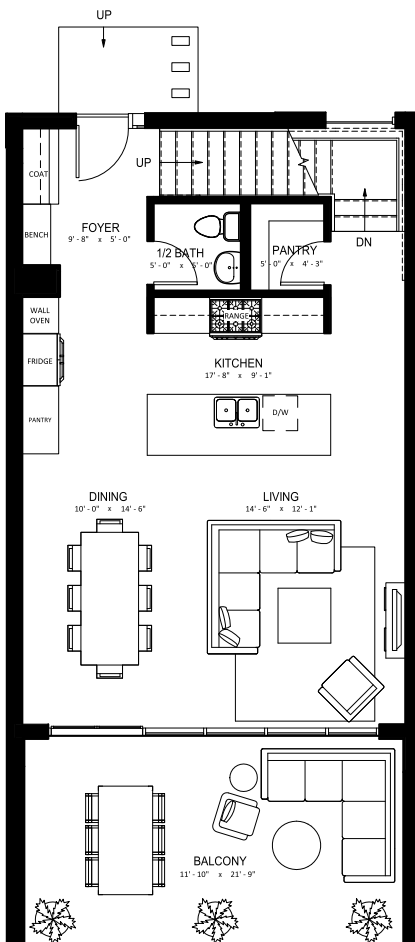 UP
UP
COAT
BENCH
FOYER
9' - 8" x 5' - 0"
1/2 BATH
5' - 0" x 5' - 0"
PANTRY
5' - 0" x 4' - 3"
DN
WALL
OVEN
RANGE
FRIDGE
KITCHEN
17' - 8" x 9' - 1"
PANTRY
D/W
DINING
10' - 0" x 14' - 6"
LIVING
14' - 6" x 12' - 1"
BALCONY
11' - 10" x 21' - 9"